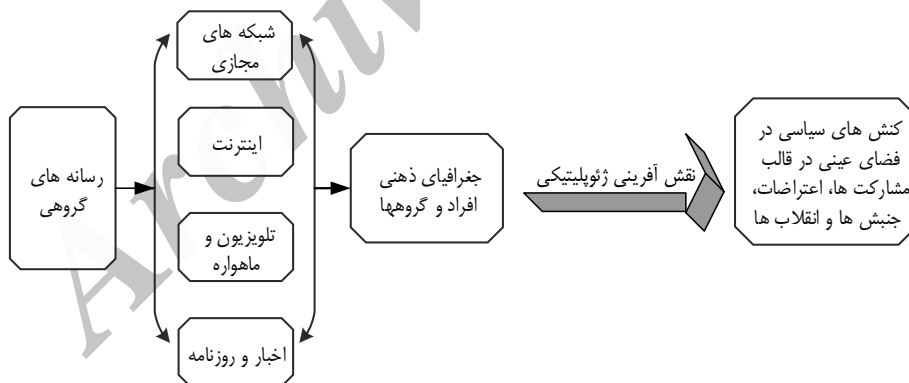 رسانه های
گروهی
شبکه های
مجازی
اینترنت
تلویزیون و
ماهواره
اخبار و روزنامه
جغرافیای ذهنی
افراد و گروهها
نقش آفرینی ژئوپلیتیکی
کنش های سیاسی در
فضای عینی در قالب
مشارکت ها، اعتراضات،
جنبش ها و انقلاب ها
Archiv